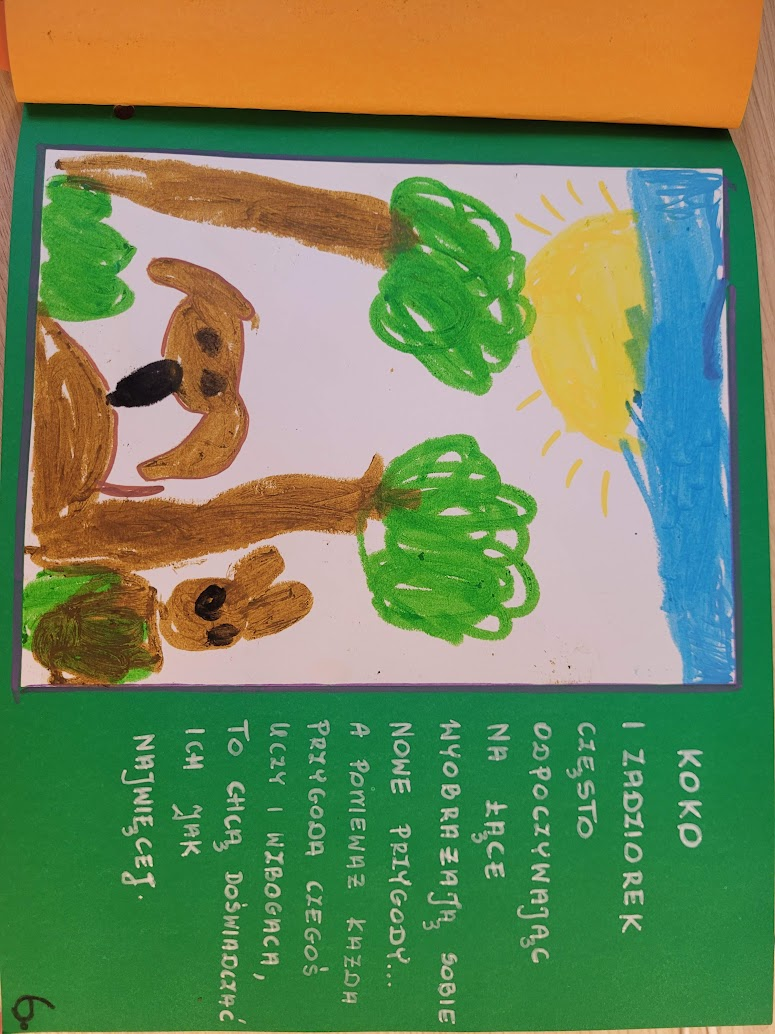 KOKO
I ZADZIOREK
CZĘSTO
ODPOCZYWAJĄC
NA ŁĄCE
WYOBRAŻAJĄ SOBIE
NOWE PRZYGODY...
A PONIEWAŻ KAŻDA
PRZYGODA CZEGOŚ
UCZY I WZBOGACA,
TO CHCĄ DOŚWIADCZAĆ
ICH JAK
NAJWIĘCEJ.
6.